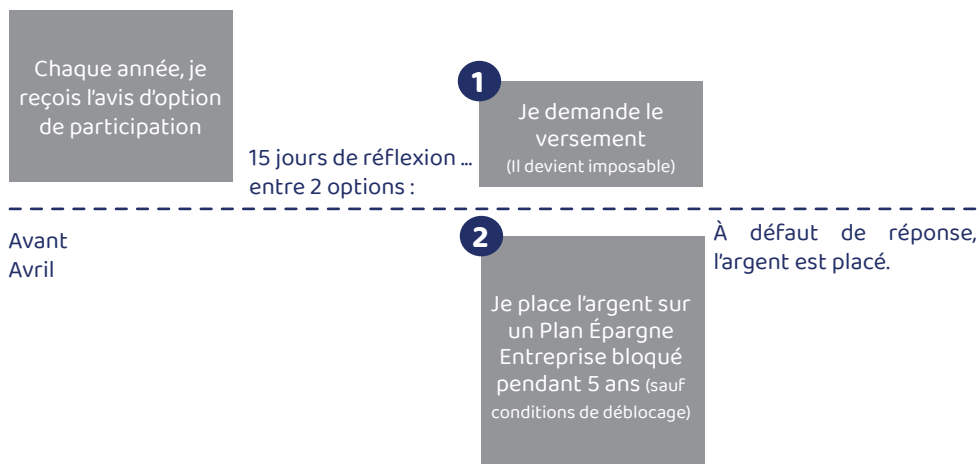 Chaque année, je
reçois l'avis d'option
de participation
15 jours de réflexion ...
entre 2 options :
1
Je demande le
versement
(Il devient imposable)
Avant
Avril
2
Je place l'argent sur
un Plan Épargne
Entreprise bloqué
pendant 5 ans (sauf
conditions de déblocage)
À défaut de réponse,
l'argent est placé.